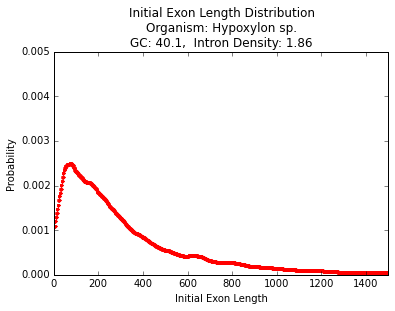 Initial Exon Length Distribution
Organism: Hypoxylon sp.
GC: 40.1,  Intron Density: 1.86
0.005
0.004
0.003
0.002
0.001
0.000
Probability
0 200 400 600 800 1000 1200 1400
Initial Exon Length